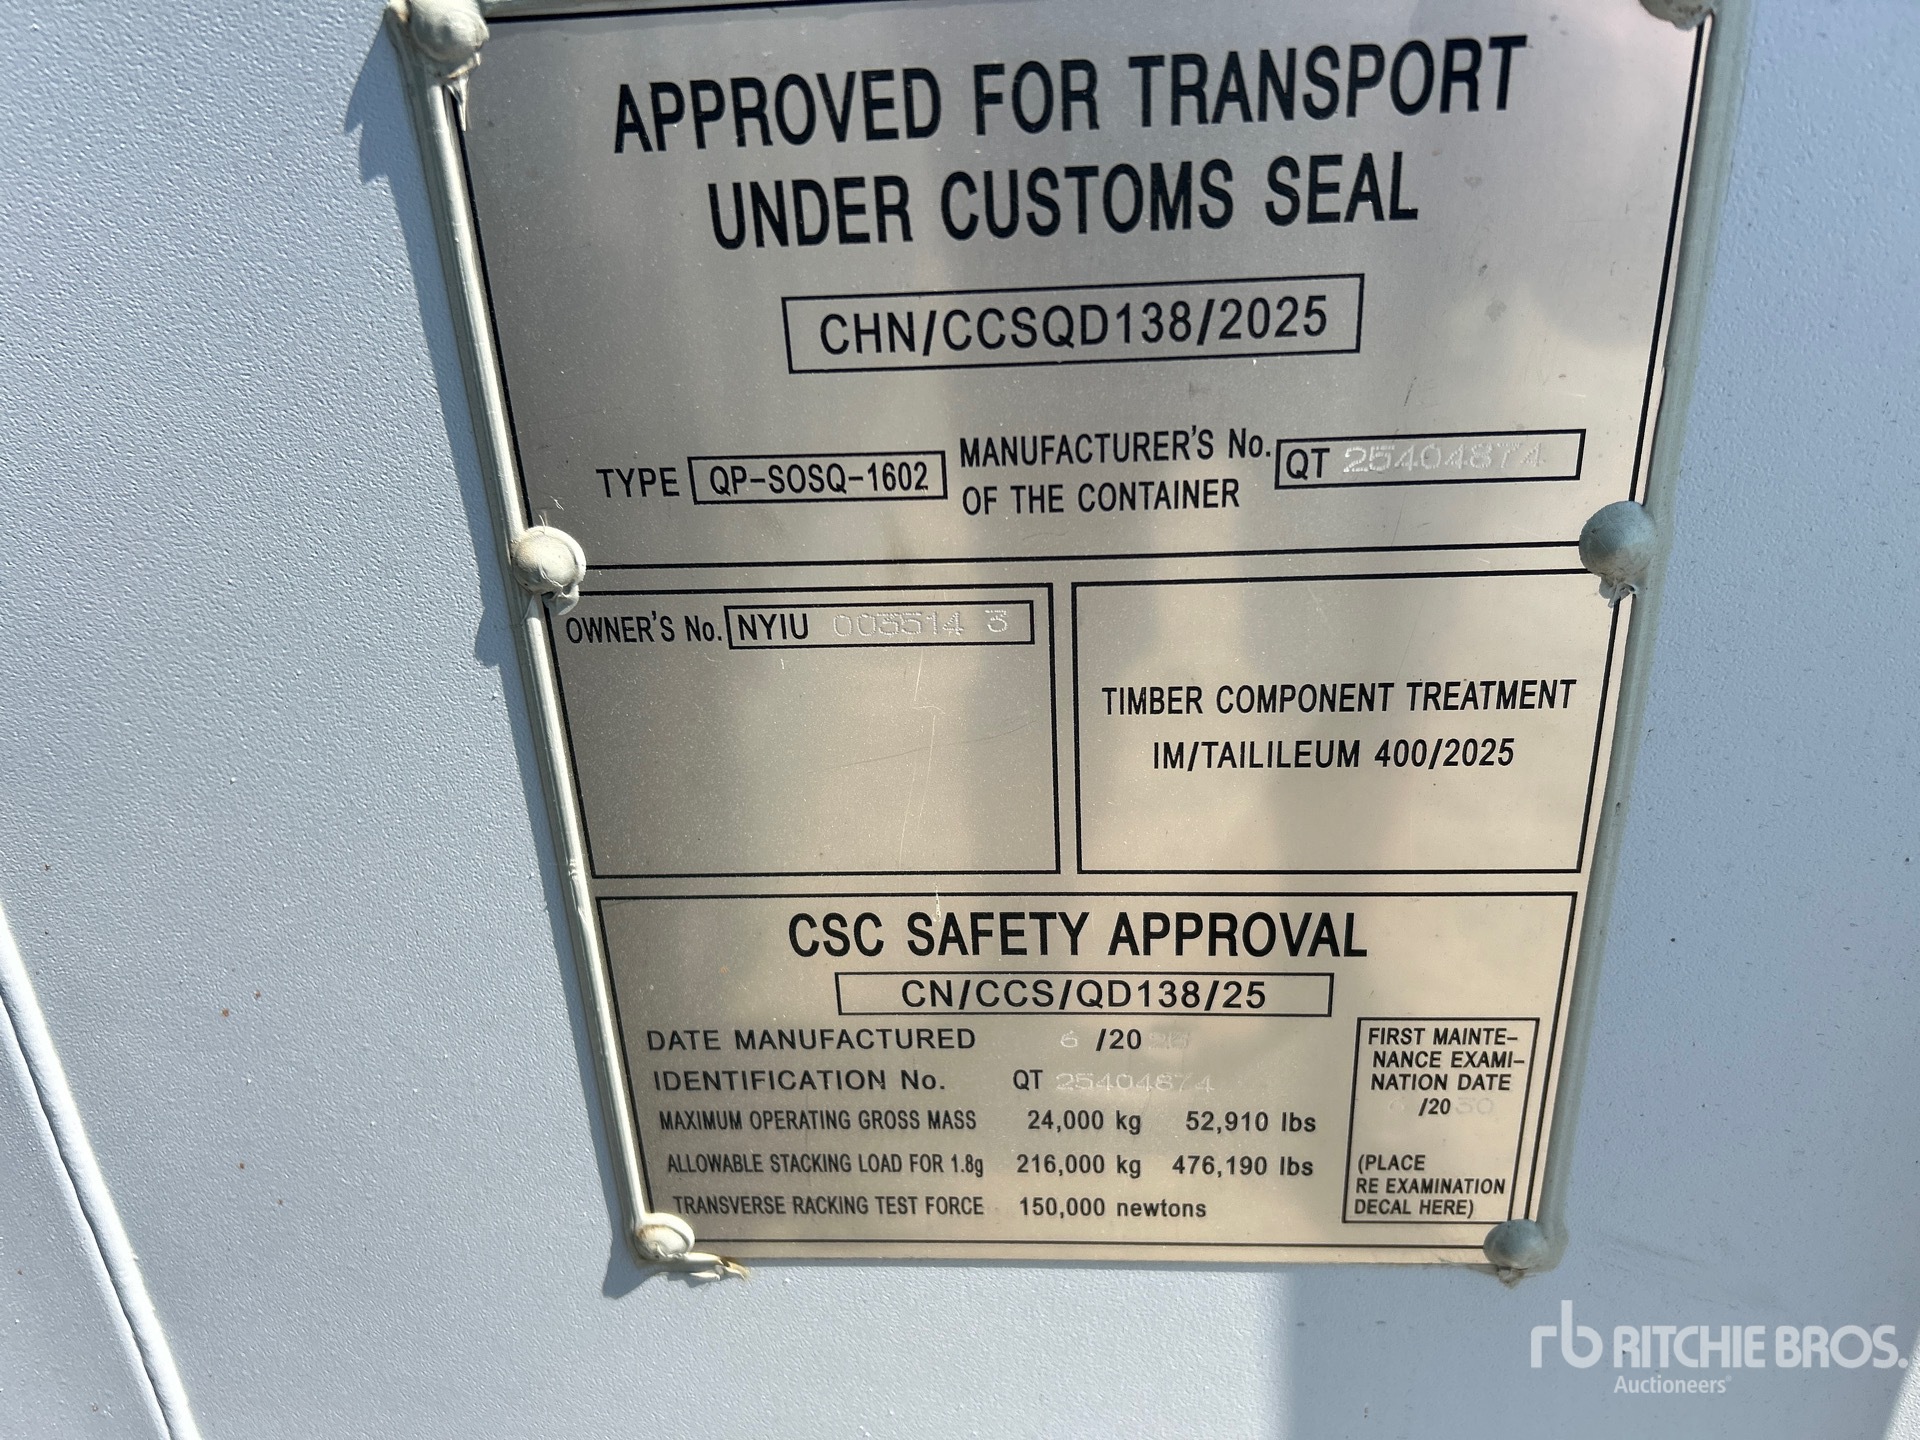 APPROVED FOR TRANSPORT
UNDER CUSTOMS SEAL
CHN/CCSQD138/2025
TYPE QP-SOSQ-1602 MANUFACTURER'S No. OF THE CONTAINER QT 25404874
OWNER'S No. NYIU 003514 3
TIMBER COMPONENT TREATMENT
IM/TAILILEUM 400/2025
CSC SAFETY APPROVAL
CN/CCS/QD138/25
DATE MANUFACTURED 6 /20 25
IDENTIFICATION No. QT 25404874
MAXIMUM OPERATING GROSS MASS 24,000 kg 52,910 lbs
ALLOWABLE STACKING LOAD FOR 1.8g 216,000 kg 476,190 lbs
TRANSVERSE RACKING TEST FORCE 150,000 newtons
FIRST MAINTE-
NANCE EXAMI-
NATION DATE
/20 30
(PLACE
RE EXAMINATION
DECAL HERE)
rb RITCHIE BROS.
Auctioneers